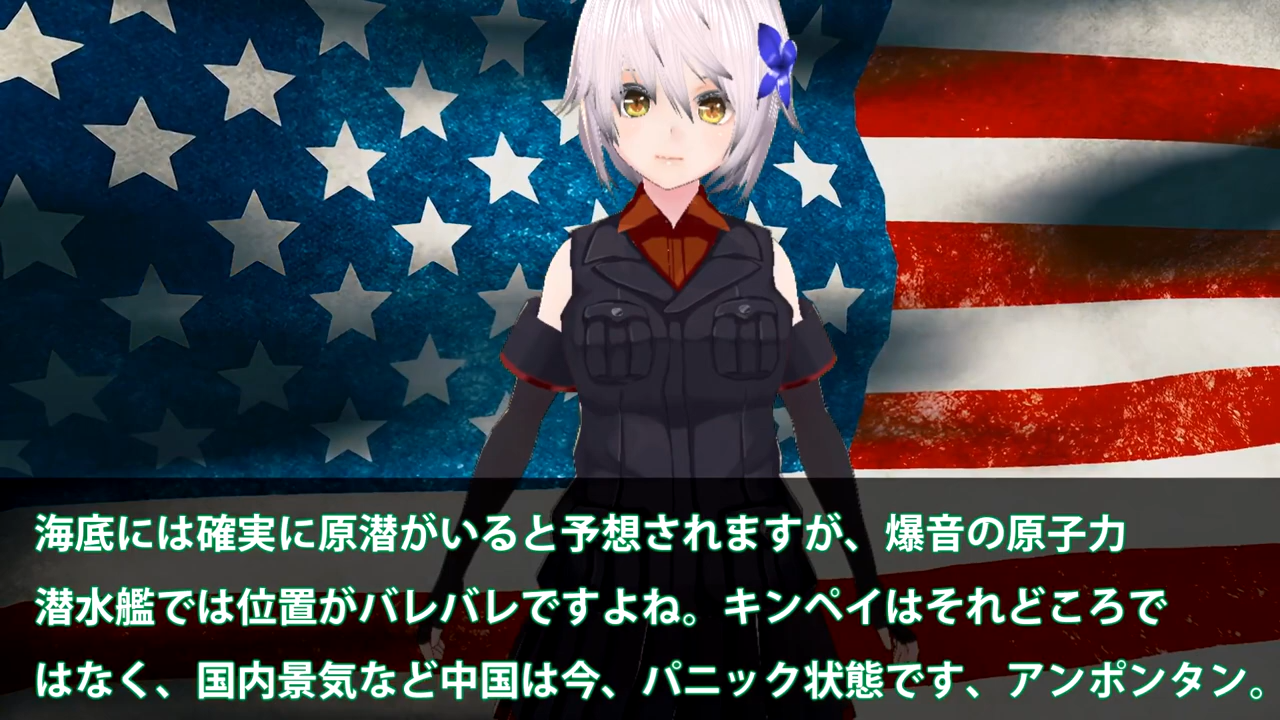 海底には確実に原潜がいると予想されますが、爆音の原子力
潜水艦では位置がバレバレですよね。キンペイはそれどころで
はなく、国内景気など中国は今、パニック状態です、アンポンタン。